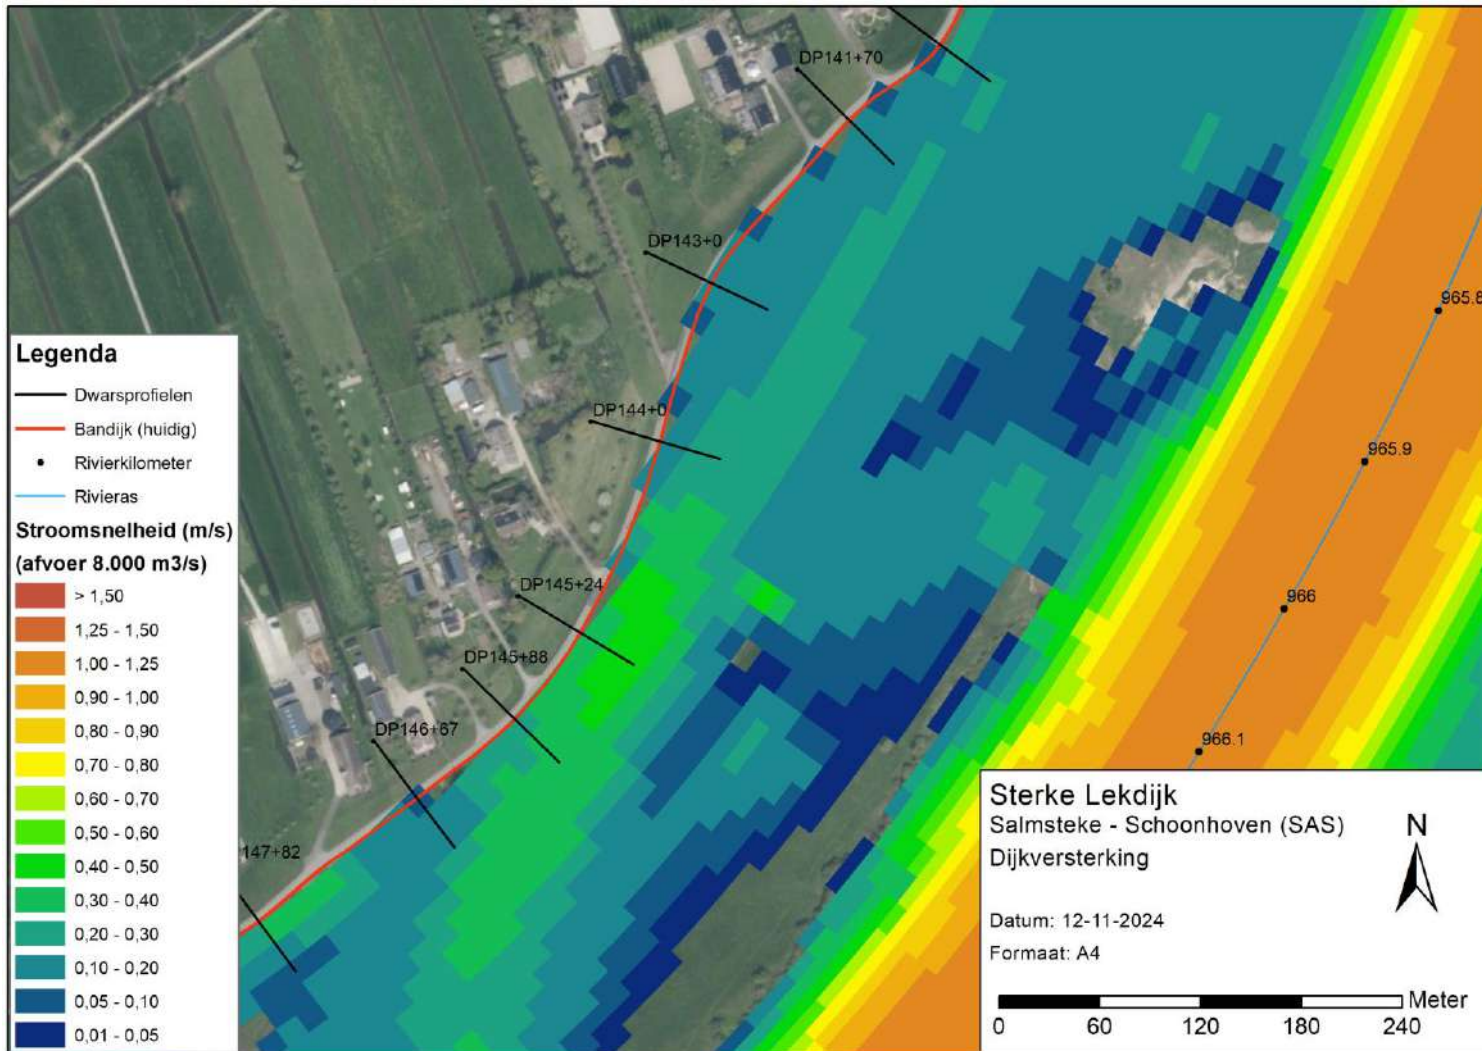 DP141+70
DP143+0
965.8
DP144+0
965.9
DP145+24
966
DP145+88
DP146+67
966.1
147+82
Legenda
Dwarsprofielen
Bandijk (huidig)
Rivierkilometer
Rivieras
Stroomsnelheid (m/s)
(afvoer 8.000 m3/s)
> 1,50
1,25 - 1,50
1,00 - 1,25
0,90 - 1,00
0,80 - 0,90
0,70 - 0,80
0,60 - 0,70
0,50 - 0,60
0,40 - 0,50
0,30 - 0,40
0,20 - 0,30
0,10 - 0,20
0,05 - 0,10
0,01 - 0,05
Sterke Lekdijk
Salmsteke - Schoonhoven (SAS)
Dijkversterking
N
Datum: 12-11-2024
Formaat: A4
Meter
0 60 120 180 240